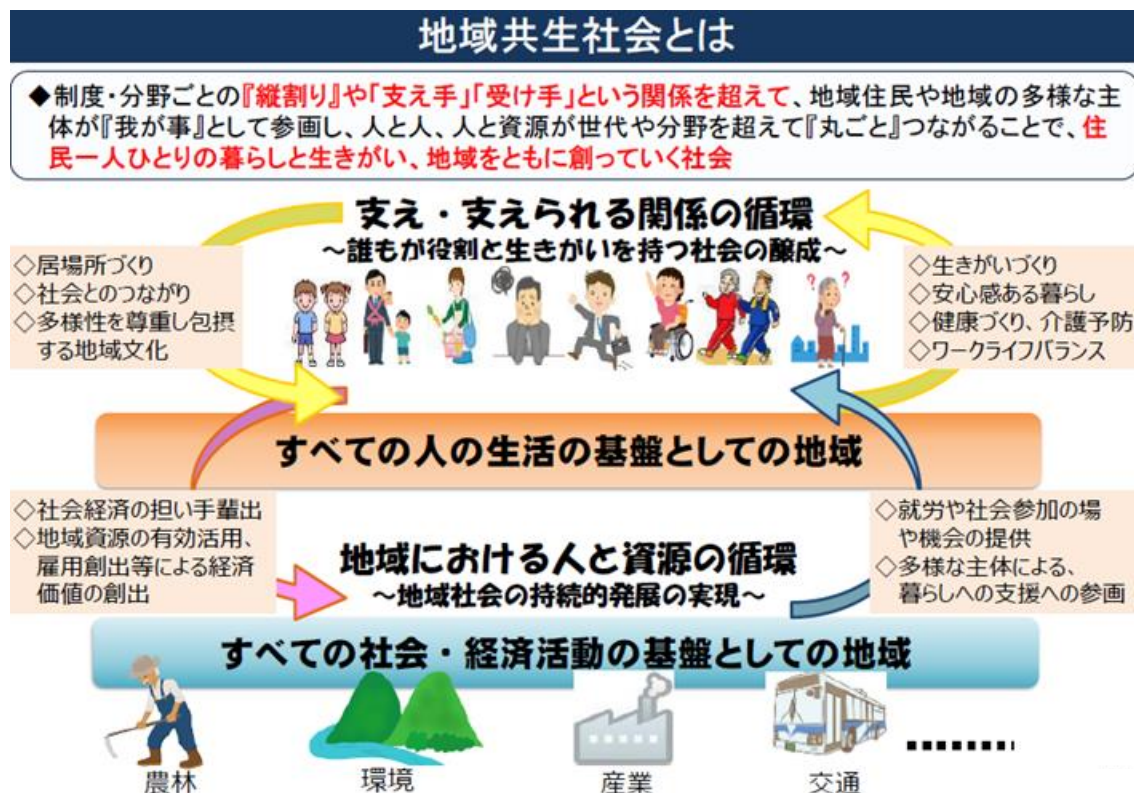 地域共生社会とは
◆制度・分野ごとの『縦割り』や「支え手」「受け手」という関係を超えて、地域住民や地域の多様な主
体が『我が事』として参画し、人と人、人と資源が世代や分野を超えて『丸ごと』つながることで、住
民一人ひとりの暮らしと生きがい、地域をともに創っていく社会
支え・支えられる関係の循環
～誰もが役割と生きがいを持つ社会の醸成～
◇居場所づくり
◇社会とのつながり
◇多様性を尊重し包摂
する地域文化
◇生きがいづくり
◇安心感ある暮らし
◇健康づくり、介護予防
◇ワークライフバランス
すべての人の生活の基盤としての地域
◇社会経済の担い手輩出
◇地域資源の有効活用、
雇用創出等による経済
価値の創出
地域における人と資源の循環
～地域社会の持続的発展の実現～
◇就労や社会参加の場
や機会の提供
◇多様な主体による、
暮らしへの支援への参画
すべての社会・経済活動の基盤としての地域
農林
環境
産業
交通